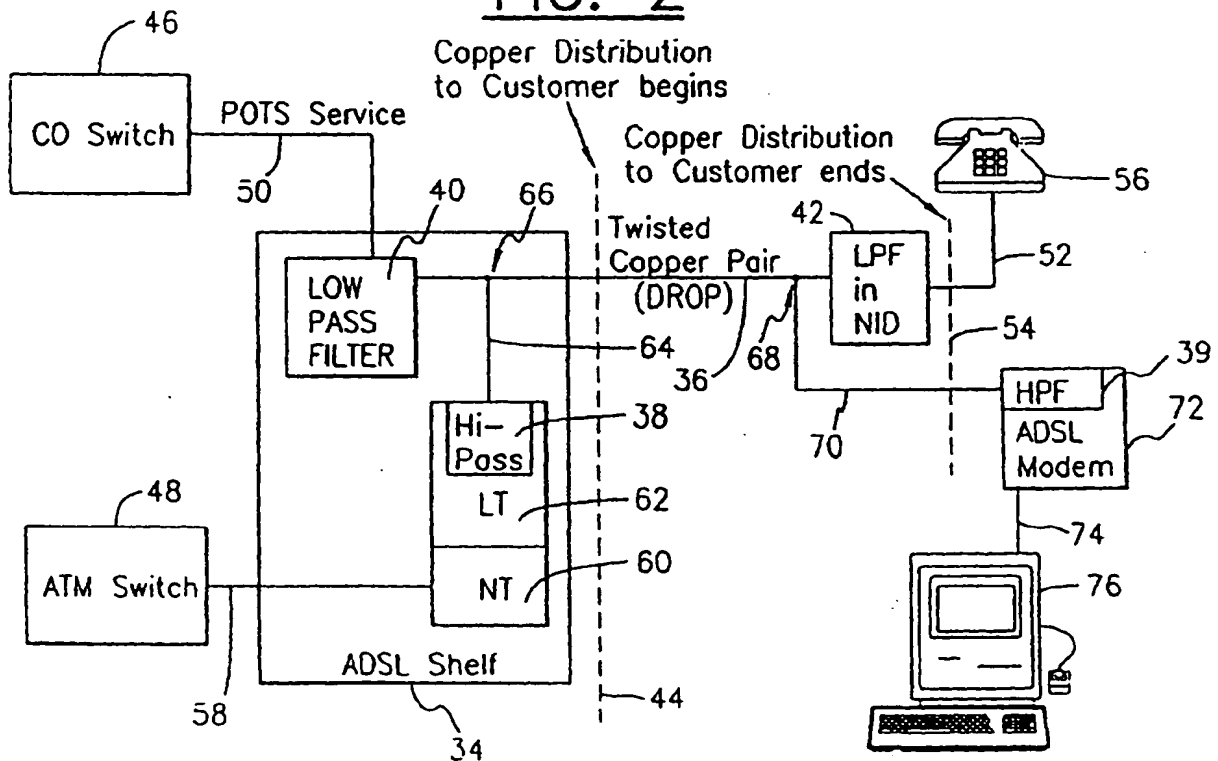 FIG. 2
46
CO Switch
POTS Service
50
Copper Distribution
to Customer begins
Copper Distribution
to Customer ends
56
40
66
42
LOW
PASS
FILTER
Twisted
Copper Pair
(DROP)
LPF
in
NID
52
64
36
68
54
39
HPF
72
ADSL
Modem
70
Hi-
Pass
38
LT
62
48
ATM Switch
NT
60
74
76
58
ADSL Shelf
34
44